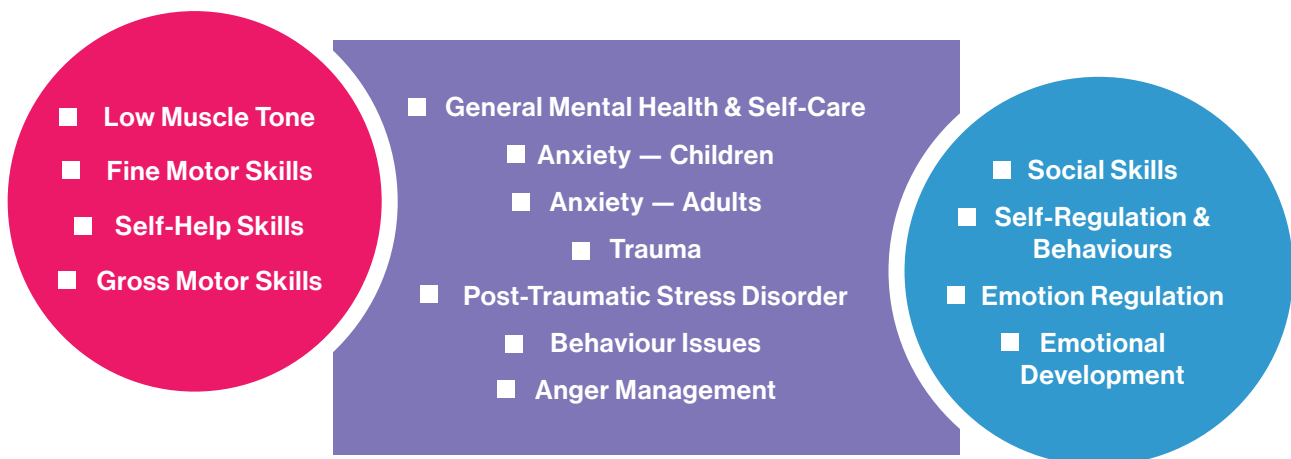 Low Muscle Tone
Fine Motor Skills
Self-Help Skills
Gross Motor Skills
General Mental Health & Self-Care
Anxiety — Children
Anxiety — Adults
Trauma
Post-Traumatic Stress Disorder
Behaviour Issues
Anger Management
Social Skills
Self-Regulation &
Behaviours
Emotion Regulation
Emotional
Development